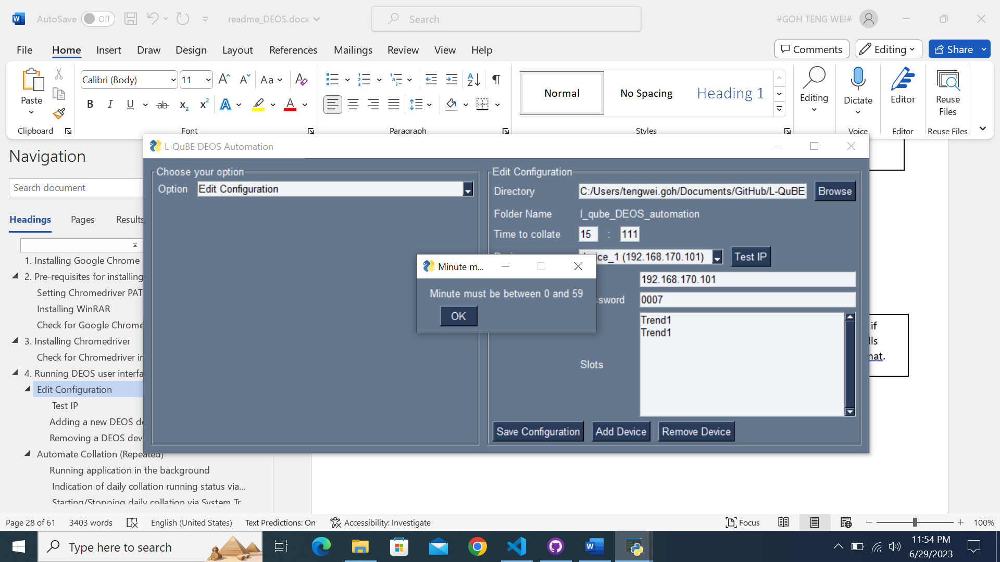 AutoSave Off readme_DEOS.docx Search #GOH TENG WEI#
File Home Insert Draw Design Layout References Mailings Review View Help Comments Editing Share
Calibri (Body) 11 Aa
Paste
Normal No Spacing Heading 1
Editing Dictate Editor Reuse Files
Clipboard Font Paragraph Styles Voice Editor Reuse Files
Navigation
Search document
Headings Pages Results
1. Installing Google Chrome
2. Pre-requisites for installing
Setting Chromedriver PAT
Installing WinRAR
Check for Google Chrome
3. Installing Chromedriver
Check for Chromedriver in
4. Running DEOS user interfa
Edit Configuration
Test IP
Adding a new DEOS de
Removing a DEOS dev
Automate Collation (Repeated)
Running application in the background
Indication of daily collation running status via...
Starting/Stopping daily collation via System Tr
L-QuBE DEOS Automation
Choose your option
Option Edit Configuration
Edit Configuration
Directory C:/Users/tengwei.goh/Documents/GitHub/L-QuBE Browse
Folder Name l_qube_DEOS_automation
Time to collate 15 : 111
ice_1 (192.168.170.101) Test IP
192.168.170.101
ssword 0007
Trend1
Trend1
Slots
Save Configuration Add Device Remove Device
Minute m...
Minute must be between 0 and 59
OK
if
lls
nat.
Page 28 of 61 3403 words English (United States) Text Predictions: On Accessibility: Investigate Focus 100%
Type here to search
11:54 PM
6/29/2023